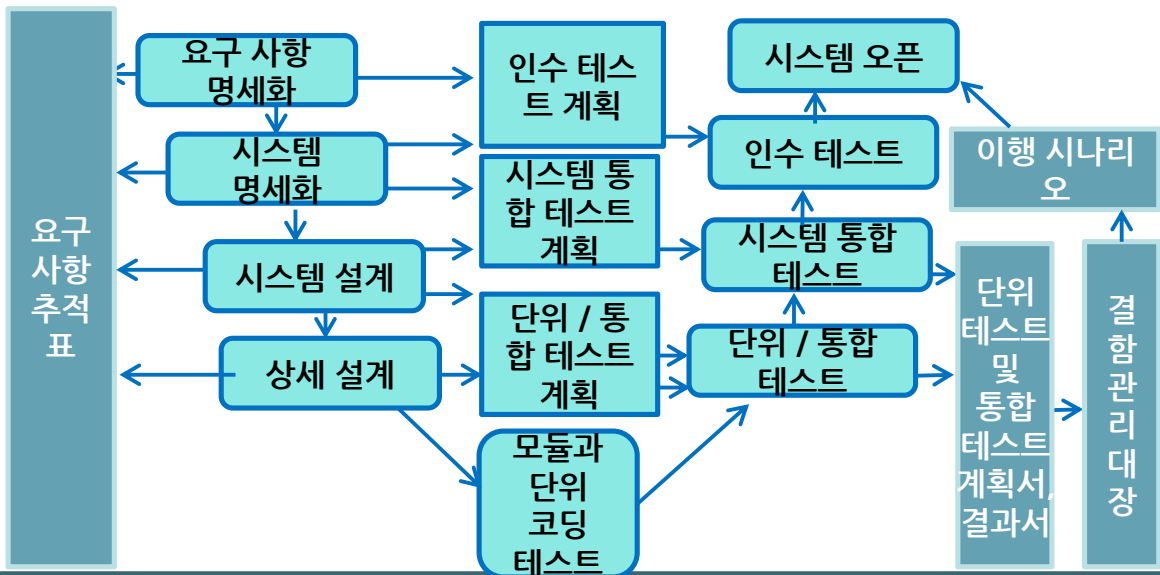 요구
사항
추적
표
요구 사항
명세화
시스템
명세화
시스템 설계
상세 설계
인수 테스
트 계획
시스템 통
합 테스트
계획
단위 / 통
합 테스트
계획
모듈과
단위
코딩
테스트
시스템 오픈
인수 테스트
시스템 통합
테스트
단위 / 통합
테스트
이행 시나리
오
단위
테스트
및
통합
테스트
계획서,
결과서
결
함
관
리
대
장